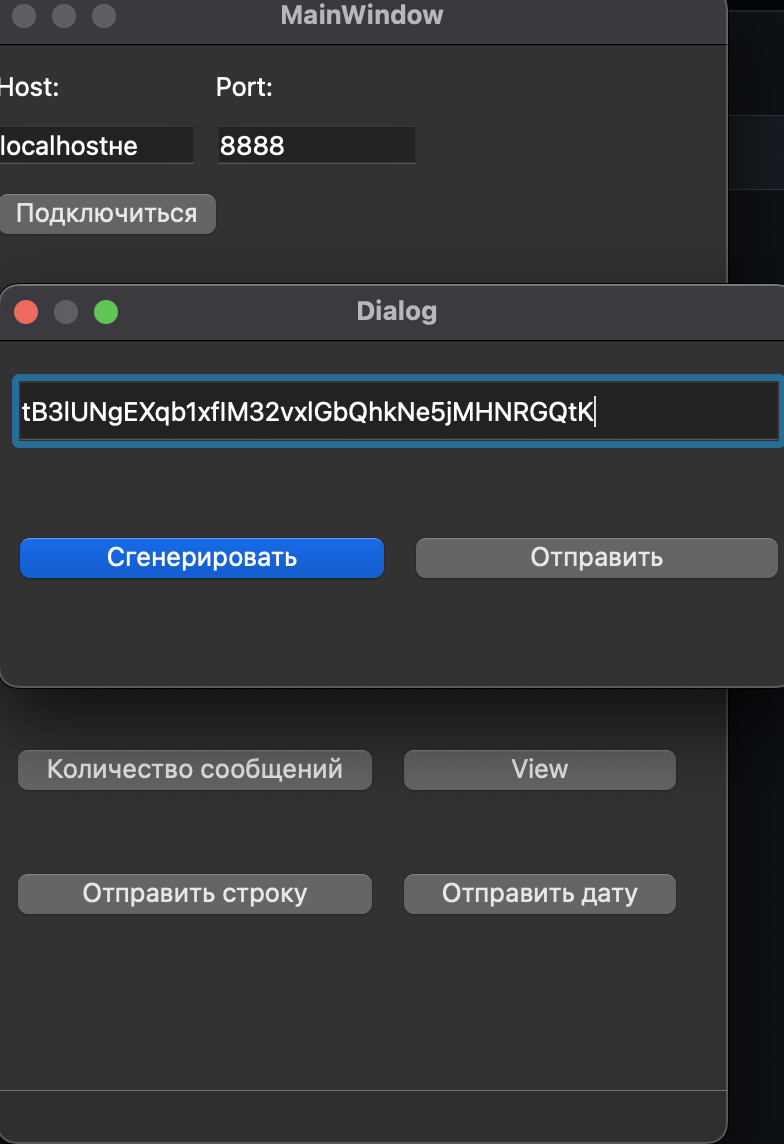 MainWindow
Host: Port:
localhostне 8888
Подключиться
Dialog
tB3lUNgEXqb1xfIM32vxlGbQhkNe5jMHNRGQtK
Сгенерировать Отправить
Количество сообщений View
Отправить строку Отправить дату